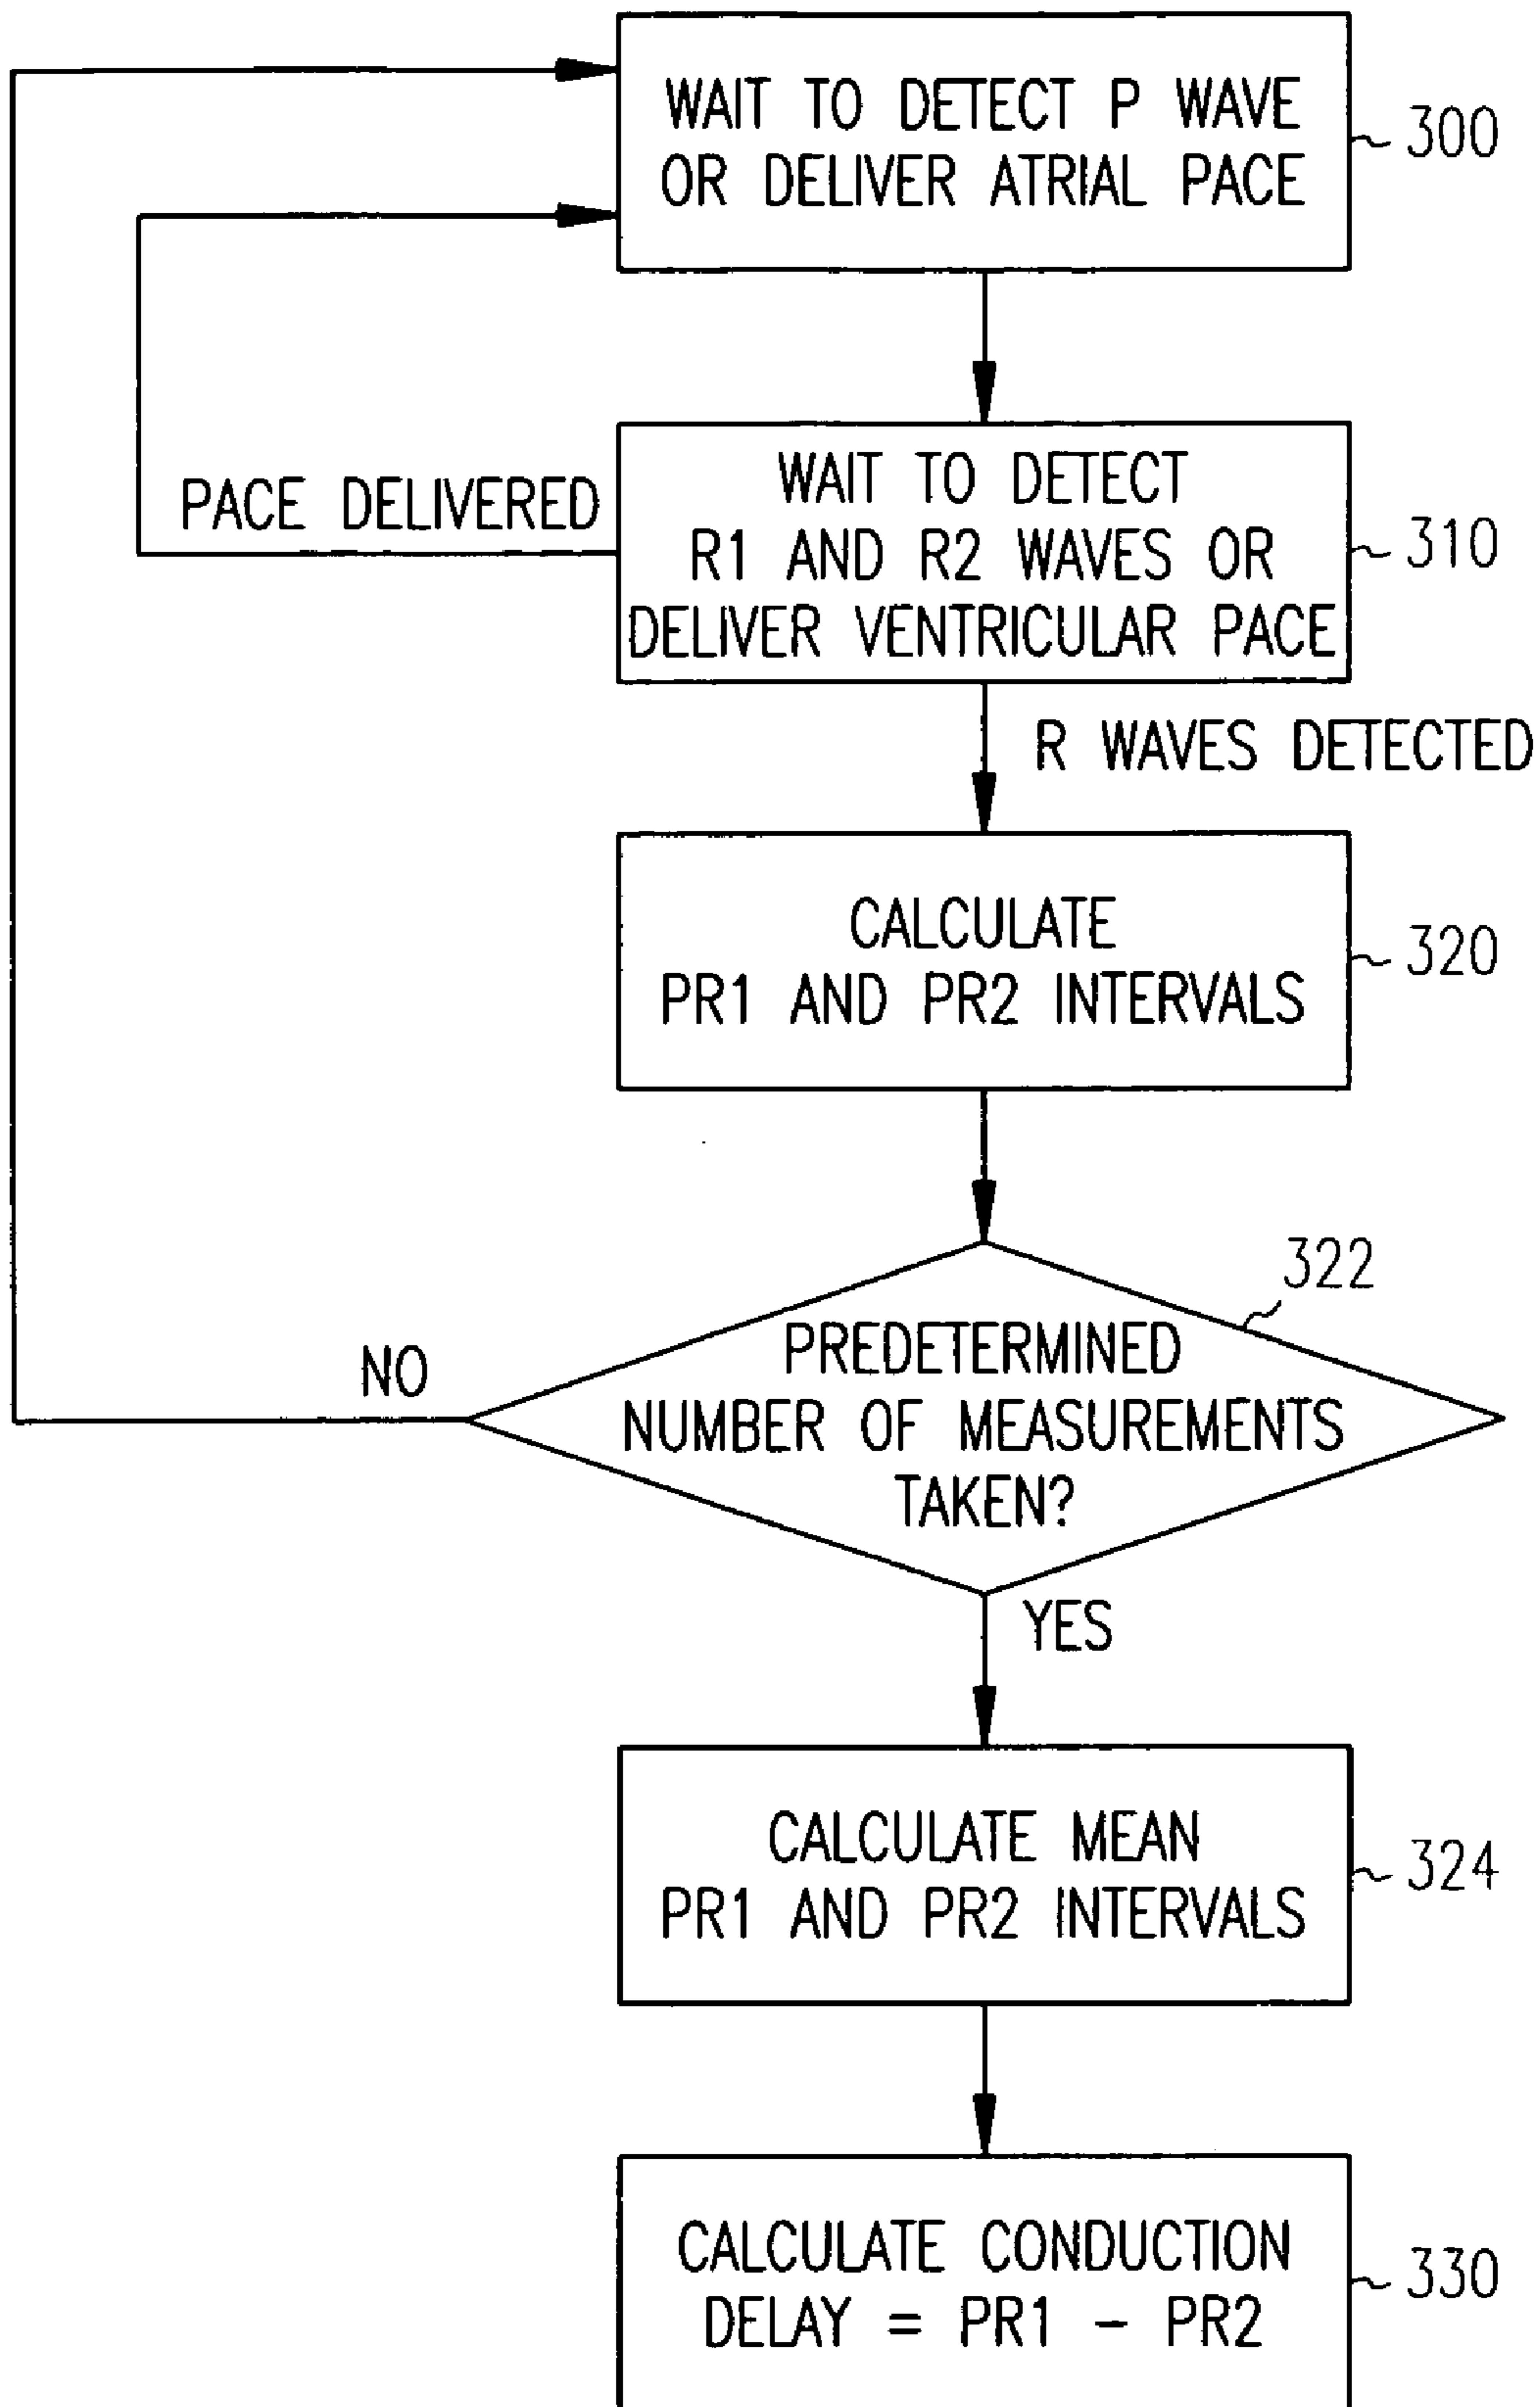 WAIT TO DETECT P WAVE
OR DELIVER ATRIAL PACE
300
WAIT TO DETECT
R1 AND R2 WAVES OR
DELIVER VENTRICULAR PACE
310
PACE DELIVERED
R WAVES DETECTED
CALCULATE
PR1 AND PR2 INTERVALS
320
322
PREDETERMINED
NUMBER OF MEASUREMENTS
TAKEN?
NO
YES
CALCULATE MEAN
PR1 AND PR2 INTERVALS
324
CALCULATE CONDUCTION
DELAY = PR1 - PR2
330